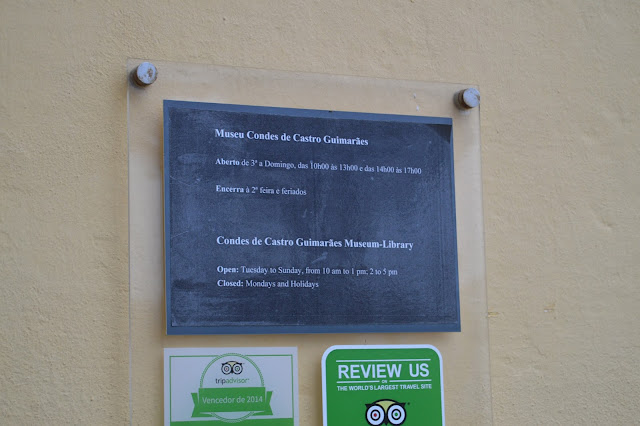 Museu Condes de Castro Guimarães
Aberto de 3ª a Domingo, das 10h00 às 13h00 e das 14h00 às 17h00
Encerra à 2ª feira e feriados
Condes de Castro Guimarães Museum-Library
Open: Tuesday to Sunday, from 10 am to 1 pm; 2 to 5 pm
Closed: Mondays and Holidays
tripadvisor
Vencedor de 2014
REVIEW US
ON
THE WORLD'S LARGEST TRAVEL SITE